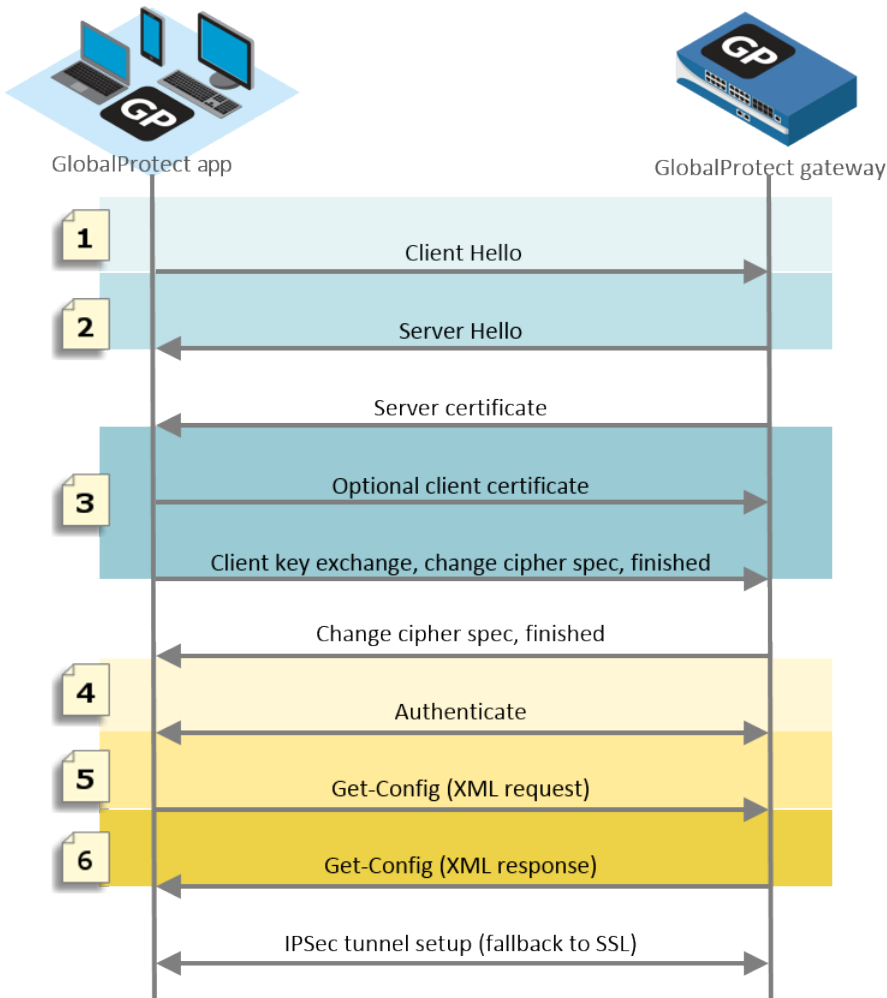 GP
GP
GlobalProtect app
GlobalProtect gateway
1
Client Hello
2
Server Hello
Server certificate
3
Optional client certificate
Client key exchange, change cipher spec, finished
Change cipher spec, finished
4
Authenticate
5
Get-Config (XML request)
6
Get-Config (XML response)
IPSec tunnel setup (fallback to SSL)